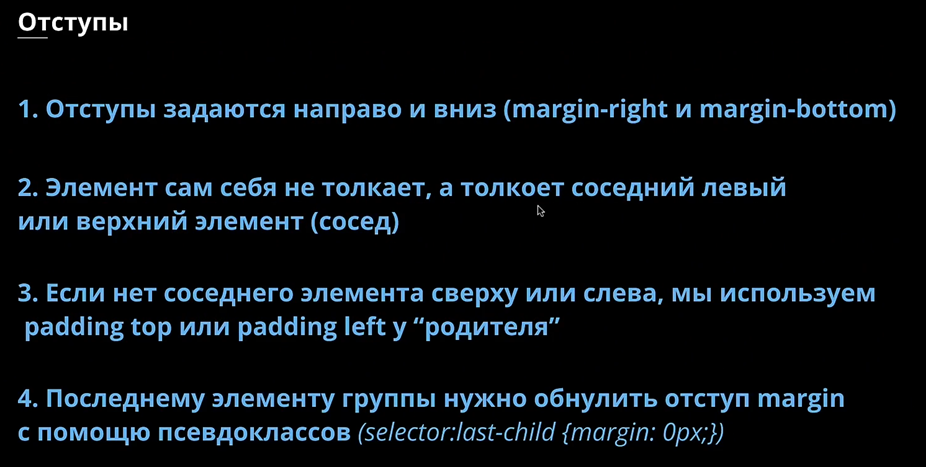 Отступы
1. Отступы задаются направо и вниз (margin-right и margin-bottom)
2. Элемент сам себя не толкает, а толкоет соседний левый
или верхний элемент (сосед)
3. Если нет соседнего элемента сверху или слева, мы используем
padding top или padding left у “родителя”
4. Последнему элементу группы нужно обнулить отступ margin
с помощю псевдоклассов (selector:last-child {margin: 0px;})